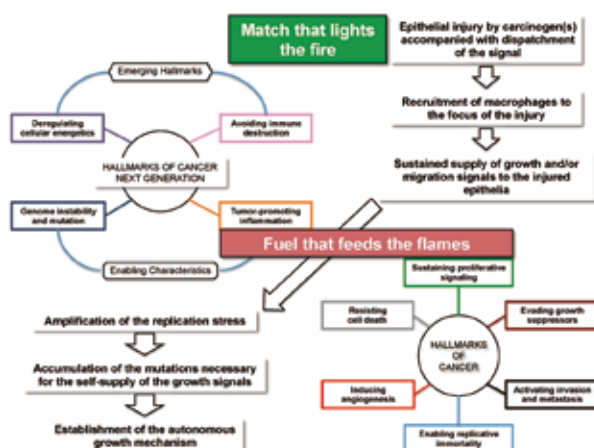 Match that lights
the fire
Epithelial injury by carcinogen(s)
accompanied with dispatchment
of the signal
Recruitment of macrophages to
the focus of the injury
Sustained supply of growth and/or
migration signals to the injured
epithelia
Emerging Hallmarks
Deregulating
cellular energetics
Avoiding immune
destruction
HALLMARKS OF CANCER
NEXT GENERATION
Genome instability
and mutation
Tumor-promoting
inflammation
Enabling Characteristics
Fuel that feeds the flames
Amplification of the replication stress
Accumulation of the mutations necessary
for the self-supply of the growth signals
Establishment of the autonomous
growth mechanism
Sustaining proliferative
signaling
Resisting
cell death
Evading growth
suppressors
HALLMARKS
OF
CANCER
Inducing
angiogenesis
Activating invasion
and metastasis
Enabling replicative
immortality